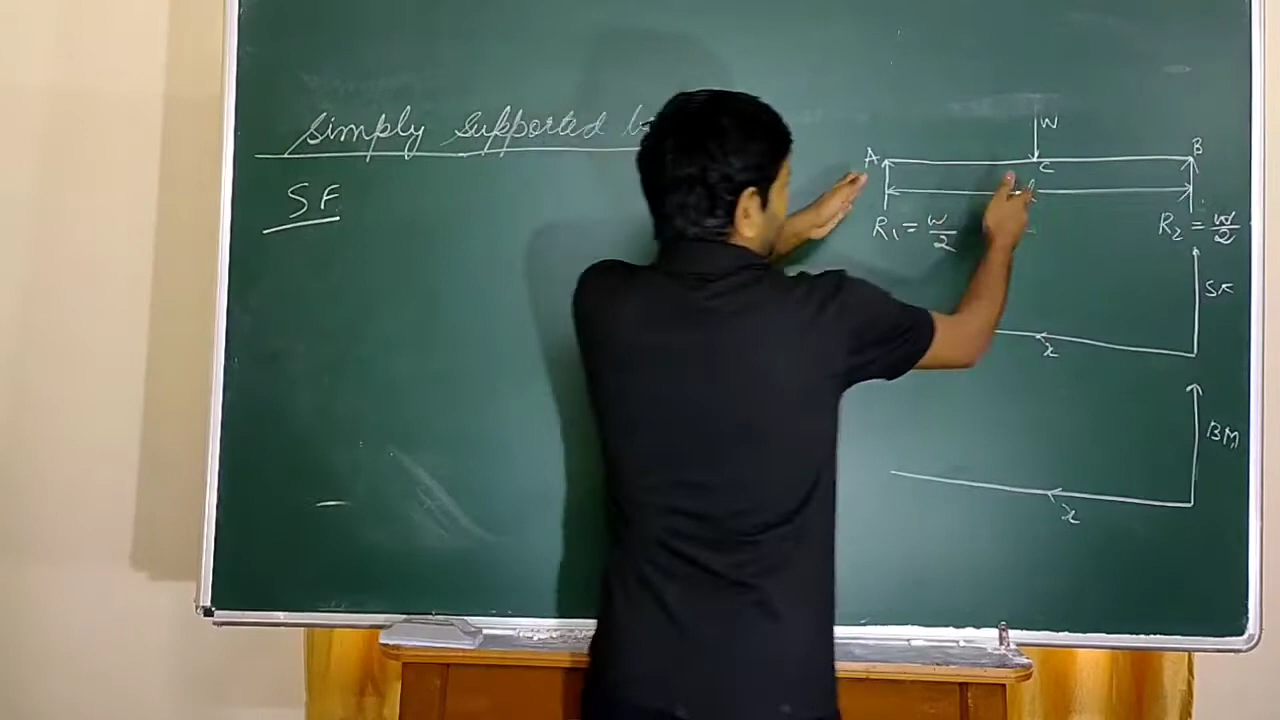 simply supported
SF
W
A
B
C
l
R₁ = W/2
R₂ = W/2
SF
x
BM
x